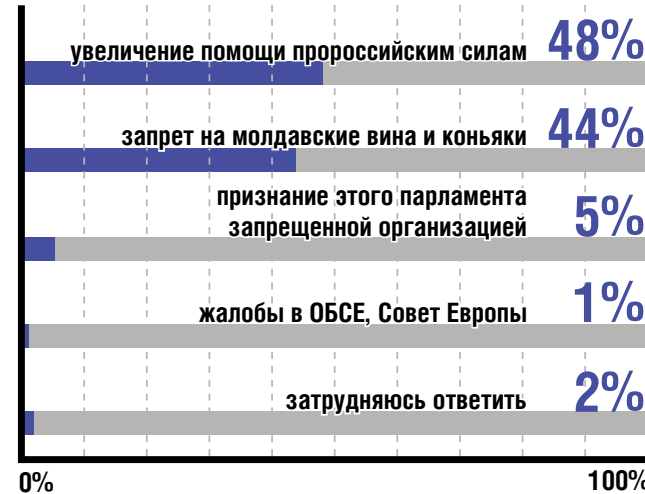 увеличение помощи пророссийским силам 48%
запрет на молдавские вина и коньяки 44%
признание этого парламента
запрещенной организацией 5%
жалобы в ОБСЕ, Совет Европы 1%
затрудняюсь ответить 2%
0% 100%